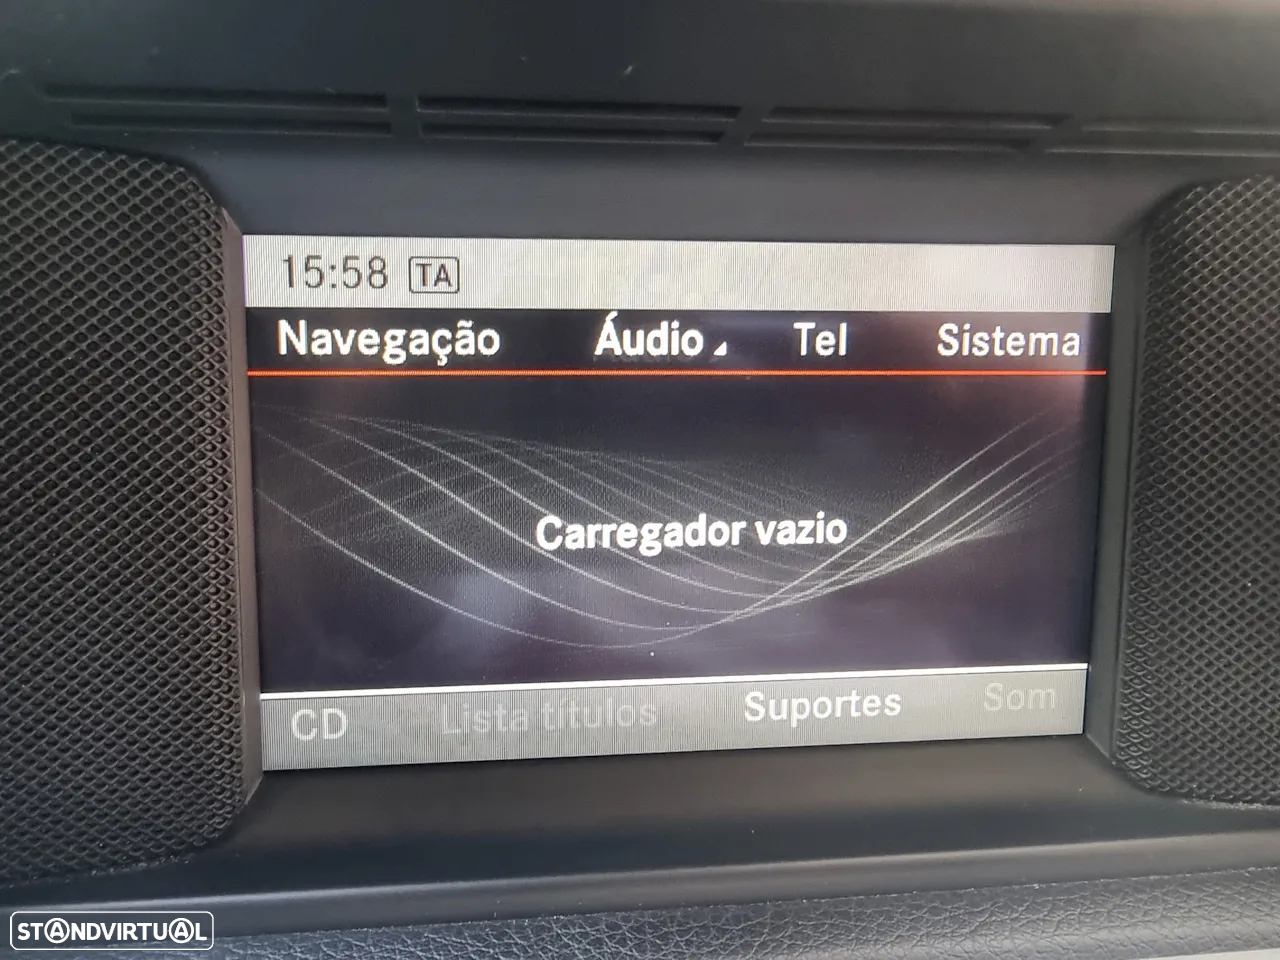 15:58 TA
Navegação Áudio Tel Sistema
Carregador vazio
CD Lista títulos Suportes Som
STANDVIRTUAL